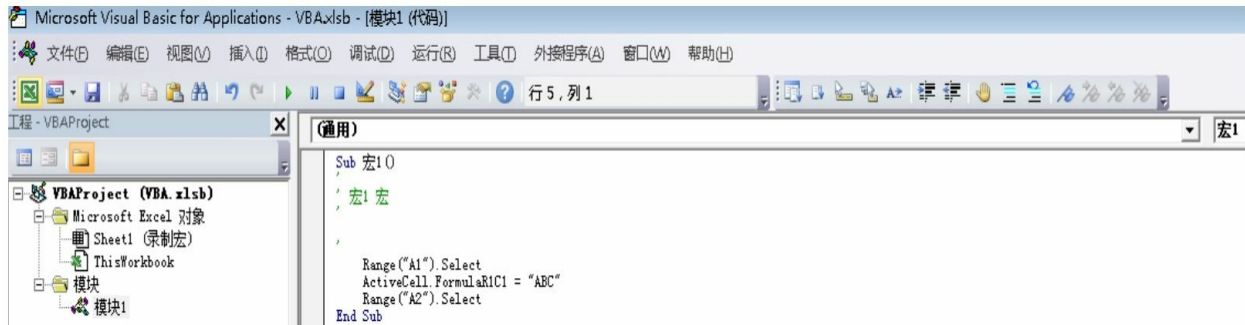 Microsoft Visual Basic for Applications - VBA.xlsb - [模块1 (代码)]
文件(F) 编辑(E) 视图(V) 插入(I) 格式(O) 调试(D) 运行(R) 工具(T) 外接程序(A) 窗口(W) 帮助(H)
行 5 , 列 1
工程 - VBAProject
(通用)
宏1
VBAProject (VBA.xlsb)
Microsoft Excel 对象
Sheet1 (录制宏)
ThisWorkbook
模块
模块1
Sub 宏1()
'
' 宏1 宏
'
'
Range("A1").Select
ActiveCell.FormulaR1C1 = "ABC"
Range("A2").Select
End Sub